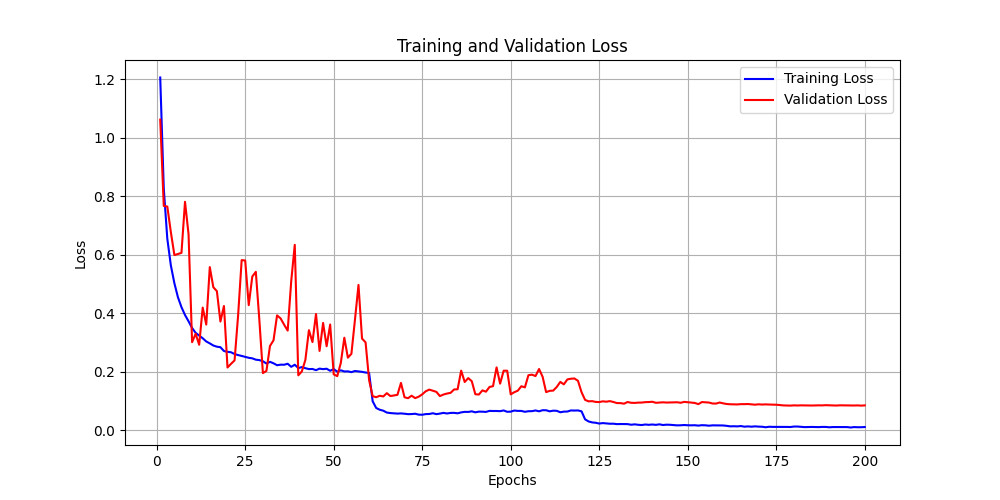 Training and Validation Loss
Training Loss
Validation Loss
Loss
1.2
1.0
0.8
0.6
0.4
0.2
0.0
0 25 50 75 100 125 150 175 200
Epochs